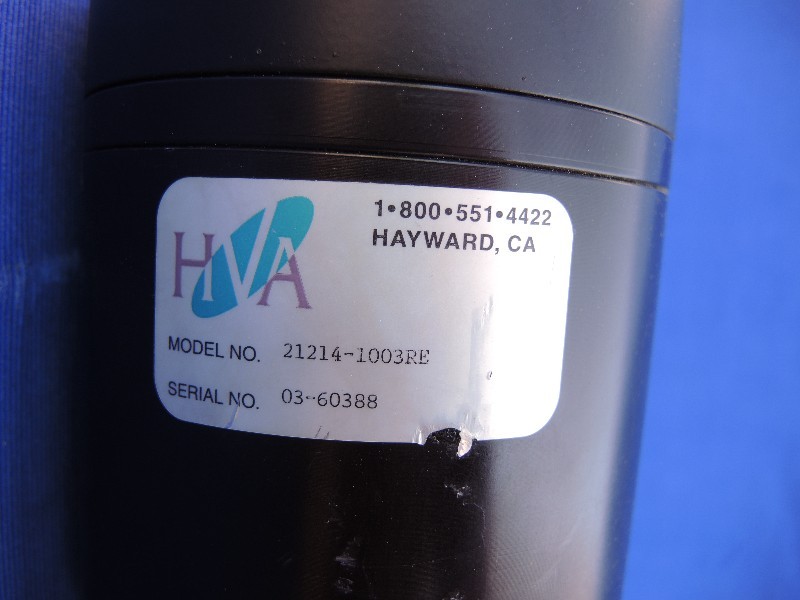 HVA
1•800•551•4422
HAYWARD, CA
MODEL NO. 21214-1003RE
SERIAL NO. 03-60388